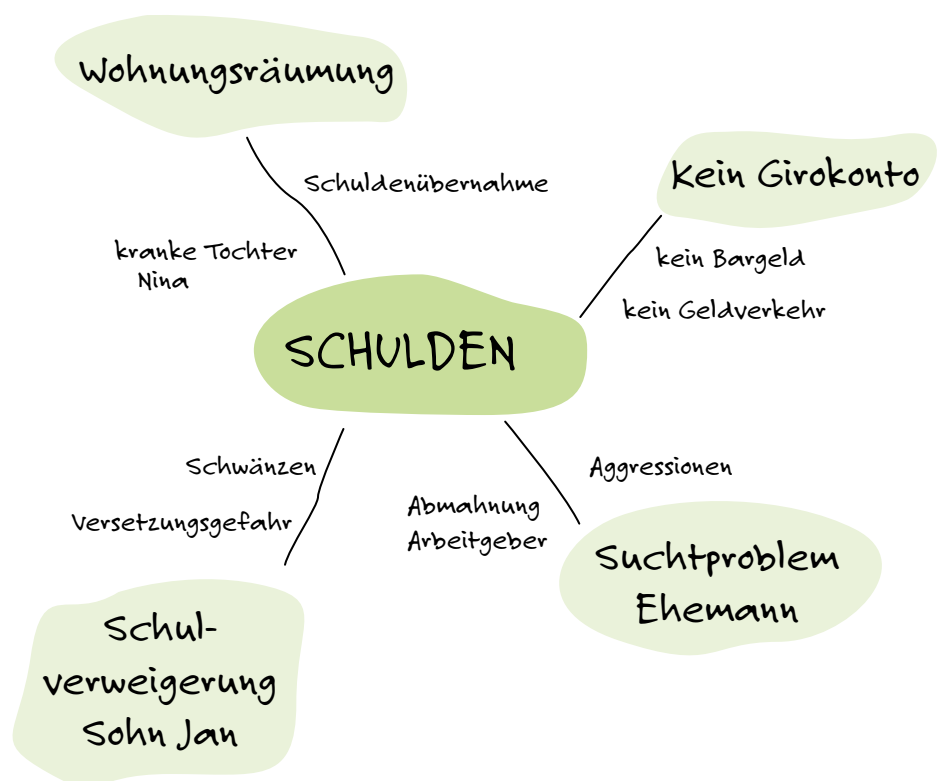 Wohnungsräumung
Schuldenübernahme
kranke Tochter
Nina
Kein Girokonto
kein Bargeld
kein Geldverkehr
SCHULDEN
Schwänzen
Versetzungsgefahr
Schul-
verweigerung
Sohn Jan
Aggressionen
Abmahnung
Arbeitgeber
Suchtproblem
Ehemann